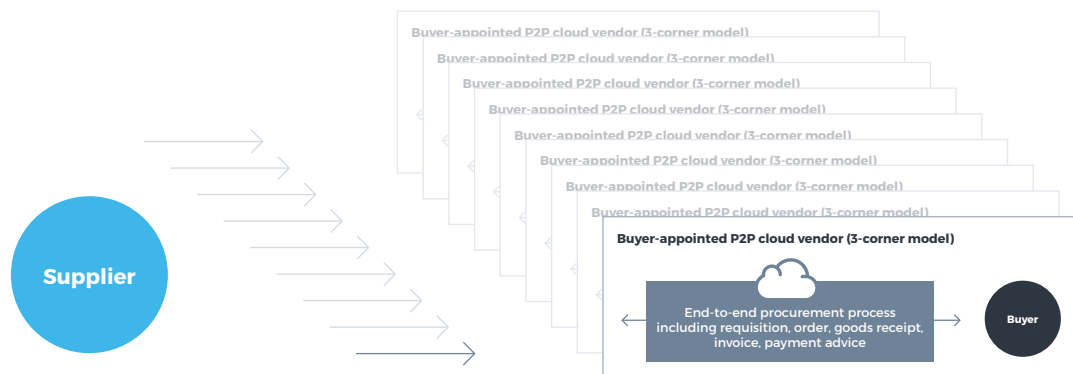 Buyer-appointed P2P cloud vendor (3-corner model)
Buyer-appointed P2P cloud vendor (3-corner model)
Buyer-appointed P2P cloud vendor (3-corner model)
Buyer-appointed P2P cloud vendor (3-corner model)
Buyer-appointed P2P cloud vendor (3-corner model)
Buyer-appointed P2P cloud vendor (3-corner model)
Buyer-appointed P2P cloud vendor (3-corner model)
Buyer-appointed P2P cloud vendor (3-corner model)
Buyer-appointed P2P cloud vendor (3-corner model)
Supplier
End-to-end procurement process
including requisition, order, goods receipt,
invoice, payment advice
Buyer